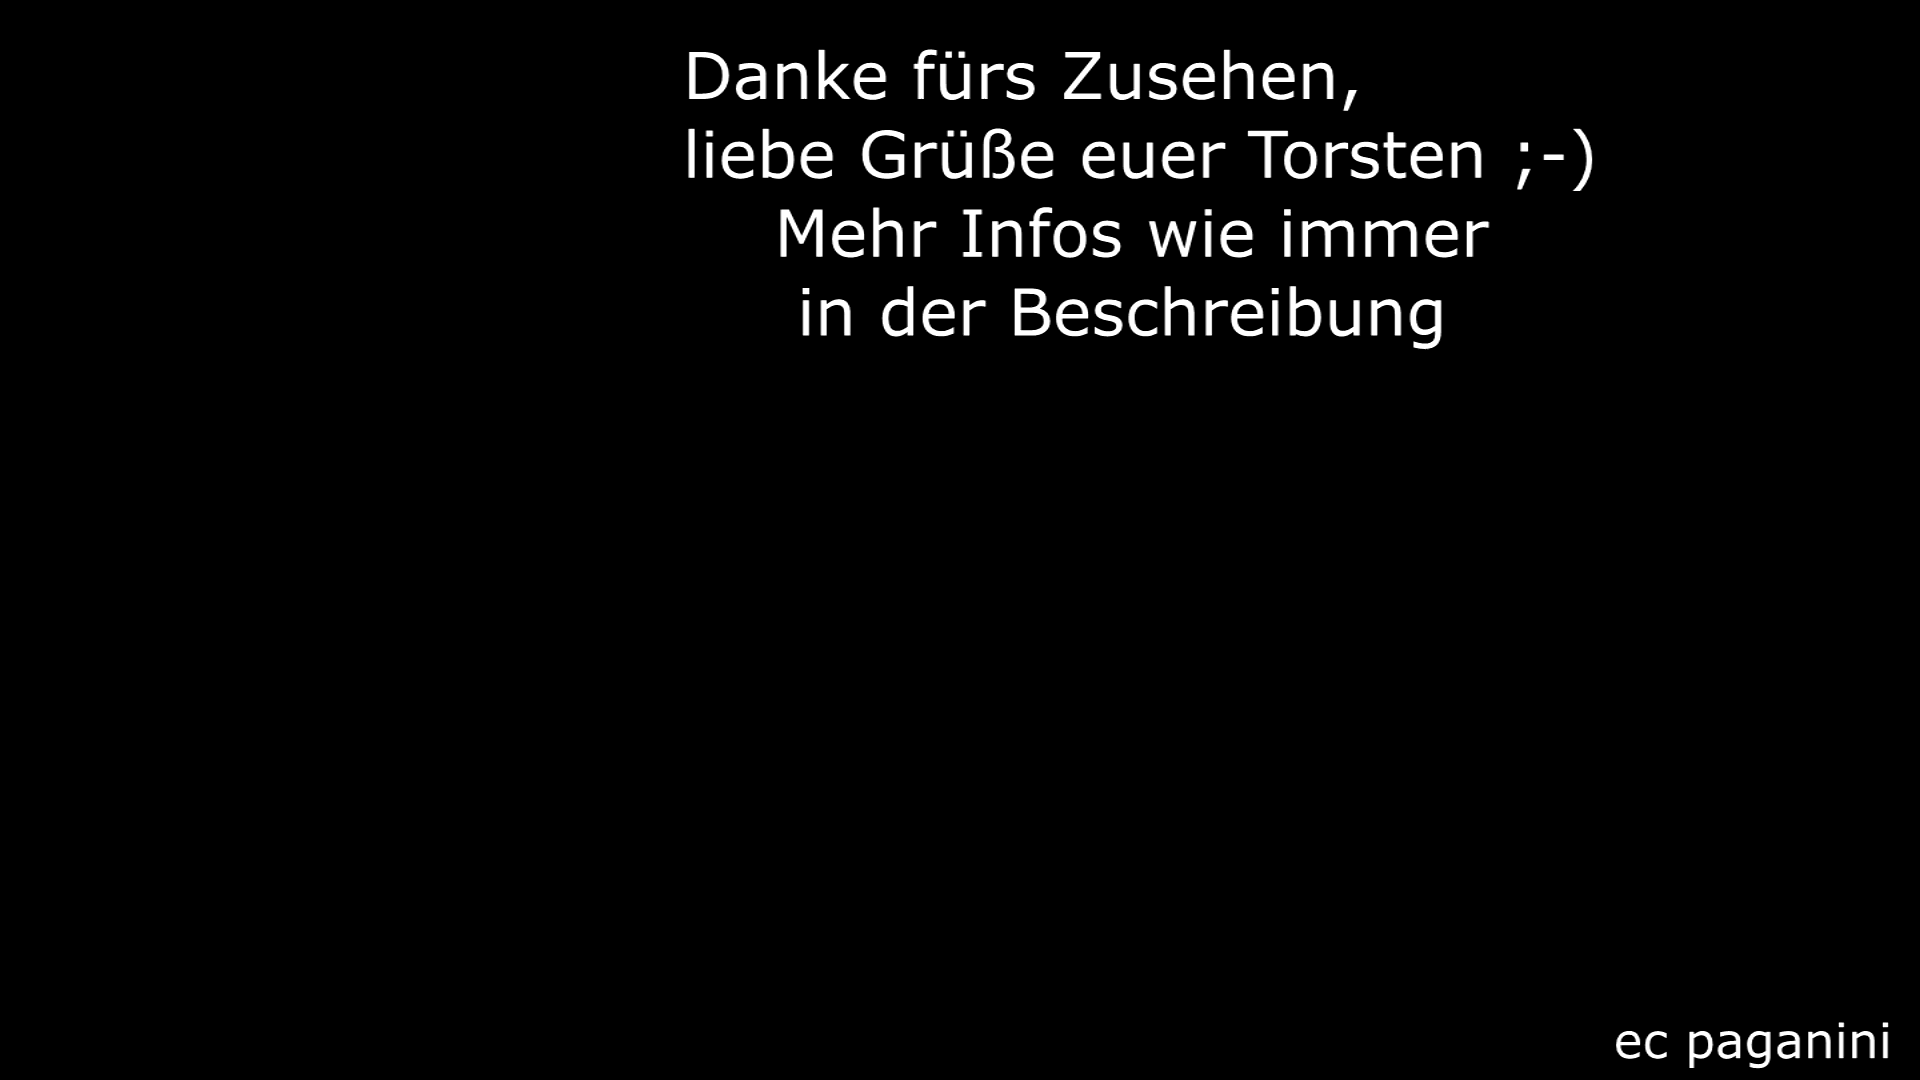 Danke fürs Zusehen,
liebe Grüße euer Torsten ;-)
Mehr Infos wie immer
in der Beschreibung
ec paganini